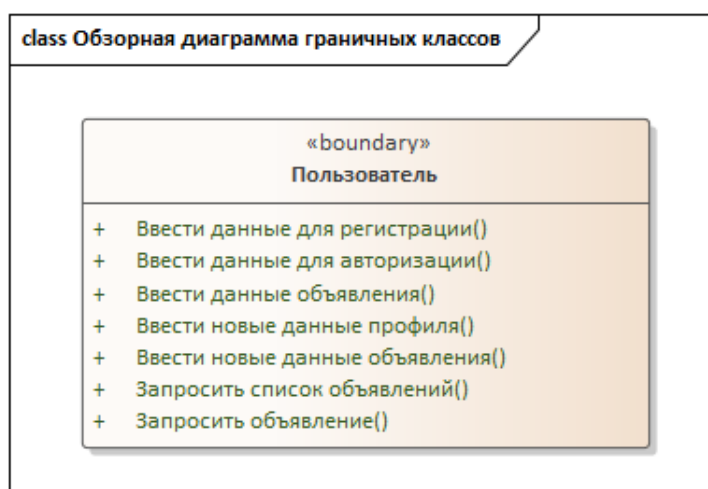 class Обзорная диаграмма граничных классов
«boundary»
Пользователь
+ Ввести данные для регистрации()
+ Ввести данные для авторизации()
+ Ввести данные объявления()
+ Ввести новые данные профиля()
+ Ввести новые данные объявления()
+ Запросить список объявлений()
+ Запросить объявление()